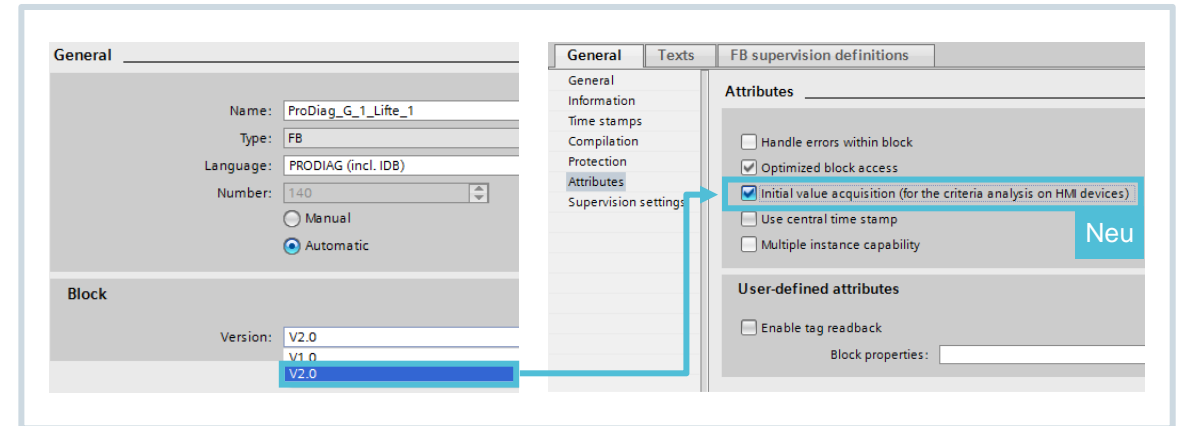 General
Name: ProDiag_G_1_Lifte_1
Type: FB
Language: PRODIAG (incl. IDB)
Number: 140
Manual
Automatic
Block
Version: V2.0
V1.0
V2.0
General Texts FB supervision definitions
General
Information
Time stamps
Compilation
Protection
Attributes
Supervision settings
Attributes
Handle errors within block
Optimized block access
Initial value acquisition (for the criteria analysis on HMI devices)
Use central time stamp
Multiple instance capability
Neu
User-defined attributes
Enable tag readback
Block properties: